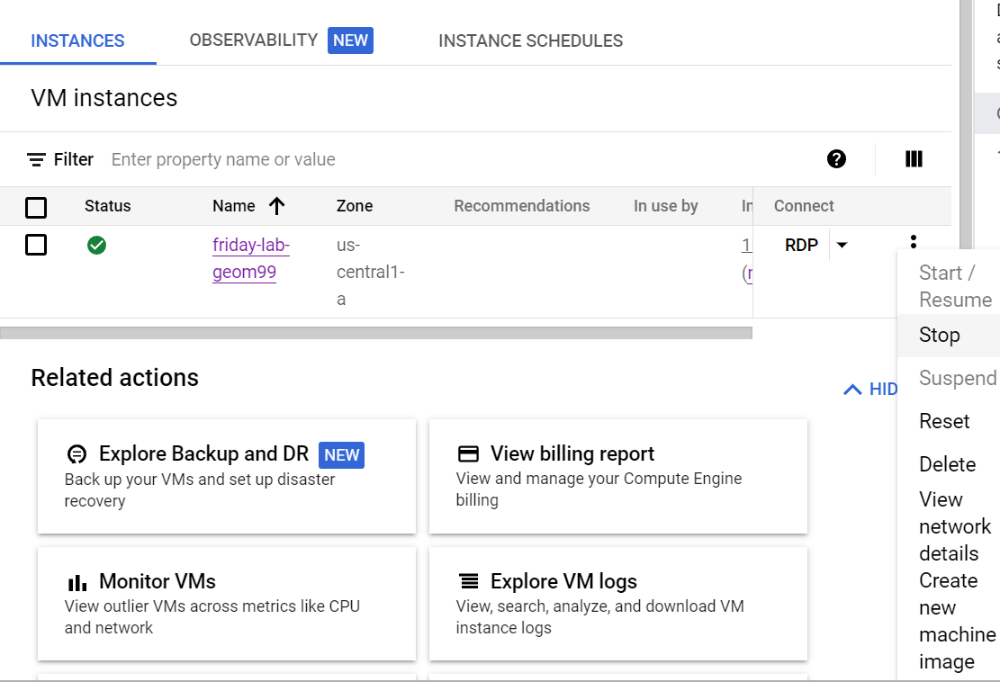 INSTANCES OBSERVABILITY NEW INSTANCE SCHEDULES
VM instances
Filter Enter property name or value
Status Name Zone Recommendations In use by In Connect
friday-lab-
geom99
us-
central1-
a
1
(
RDP
Start /
Resume
Stop
Suspend
Reset
Delete
View
network
details
Create
new
machine
image
Related actions
HID
Explore Backup and DR NEW
Back up your VMs and set up disaster
recovery
View billing report
View and manage your Compute Engine
billing
Monitor VMs
View outlier VMs across metrics like CPU
and network
Explore VM logs
View, search, analyze, and download VM
instance logs